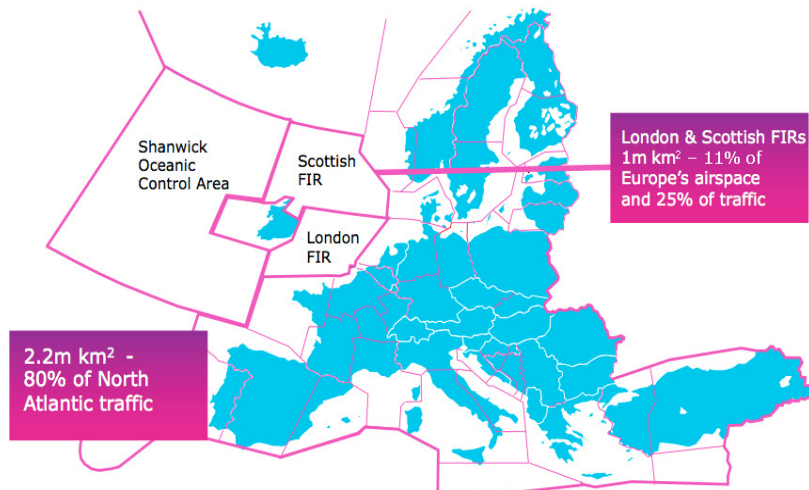 Shanwick
Oceanic
Control Area
Scottish
FIR
London
FIR
London & Scottish FIRs
1m km² – 11% of
Europe's airspace
and 25% of traffic
2.2m km² -
80% of North
Atlantic traffic